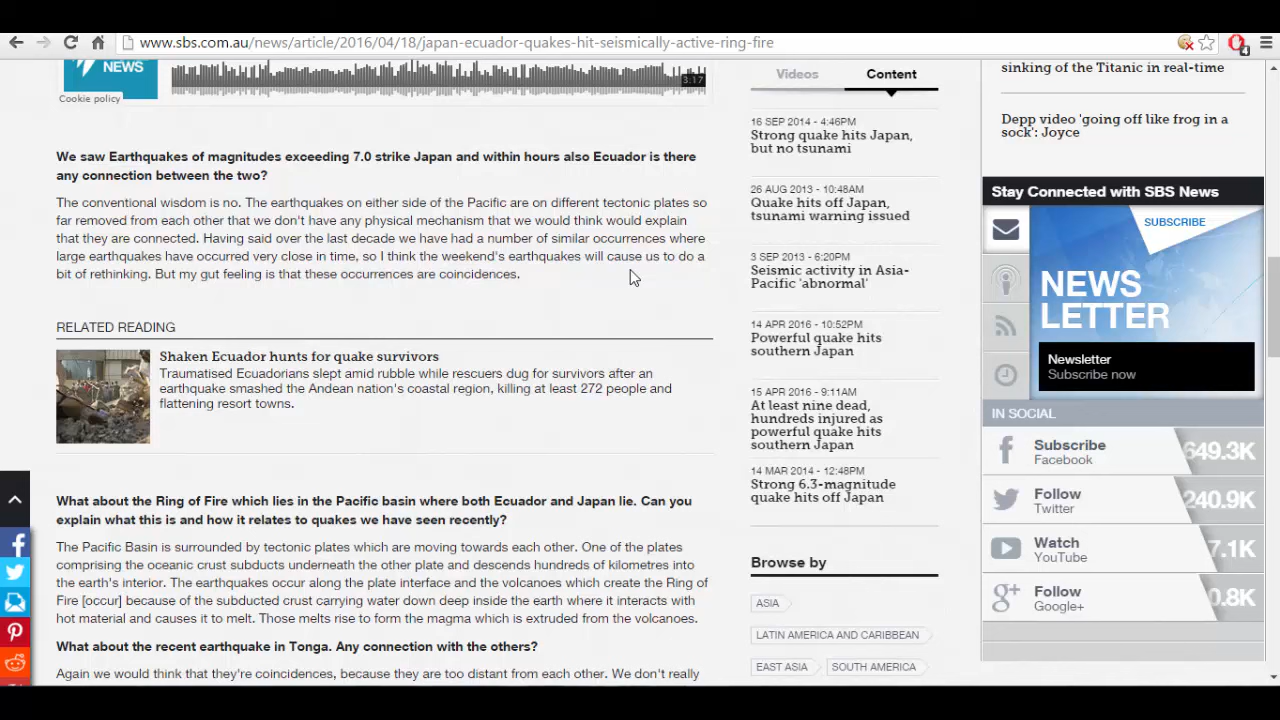 www.sbs.com.au/news/article/2016/04/18/japan-ecuador-quakes-hit-seismically-active-ring-fire
4
NEWS
3:17
Cookie policy
We saw Earthquakes of magnitudes exceeding 7.0 strike Japan and within hours also Ecuador is there
any connection between the two?
The conventional wisdom is no. The earthquakes on either side of the Pacific are on different tectonic plates so
far removed from each other that we don't have any physical mechanism that we would think would explain
that they are connected. Having said over the last decade we have had a number of similar occurrences where
large earthquakes have occurred very close in time, so I think the weekend's earthquakes will cause us to do a
bit of rethinking. But my gut feeling is that these occurrences are coincidences.
RELATED READING
Shaken Ecuador hunts for quake survivors
Traumatised Ecuadorians slept amid rubble while rescuers dug for survivors after an
earthquake smashed the Andean nation's coastal region, killing at least 272 people and
flattening resort towns.
What about the Ring of Fire which lies in the Pacific basin where both Ecuador and Japan lie. Can you
explain what this is and how it relates to quakes we have seen recently?
The Pacific Basin is surrounded by tectonic plates which are moving towards each other. One of the plates
comprising the oceanic crust subducts underneath the other plate and descends hundreds of kilometres into
the earth's interior. The earthquakes occur along the plate interface and the volcanoes which create the Ring of
Fire [occur] because of the subducted crust carrying water down deep inside the earth where it interacts with
hot material and causes it to melt. Those melts rise to form the magma which is extruded from the volcanoes.
What about the recent earthquake in Tonga. Any connection with the others?
Again we would think that they're coincidences, because they are too distant from each other. We don't really
Videos
Content
16 SEP 2014 - 4:46PM
Strong quake hits Japan,
but no tsunami
26 AUG 2013 - 10:48AM
Quake hits off Japan,
tsunami warning issued
3 SEP 2013 - 6:20PM
Seismic activity in Asia-
Pacific 'abnormal'
14 APR 2016 - 10:52PM
Powerful quake hits
southern Japan
15 APR 2016 - 9:11AM
At least nine dead,
hundreds injured as
powerful quake hits
southern Japan
14 MAR 2014 - 12:48PM
Strong 6.3-magnitude
quake hits off Japan
Browse by
ASIA
LATIN AMERICA AND CARIBBEAN
EAST ASIA
SOUTH AMERICA
sinking of the Titanic in real-time
Depp video 'going off like frog in a
sock': Joyce
Stay Connected with SBS News
SUBSCRIBE
NEWS
LETTER
Newsletter
Subscribe now
IN SOCIAL
Subscribe
Facebook
649.3K
Follow
Twitter
240.9K
Watch
YouTube
7.1K
Follow
Google+
0.8K